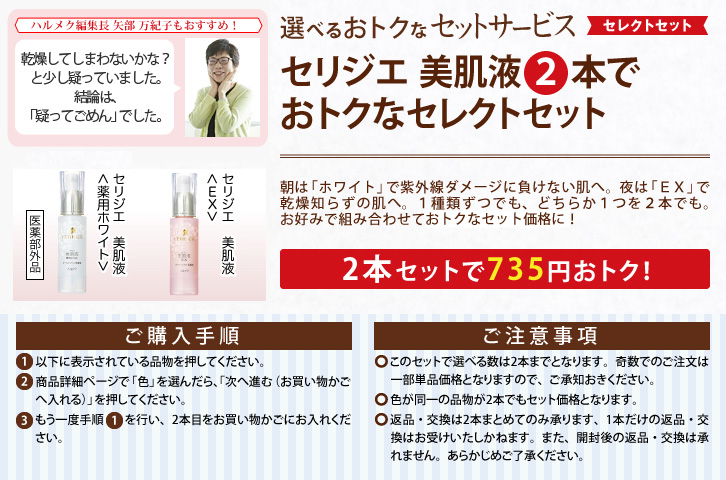 ハルメク編集長 矢部 万紀子もおすすめ!
乾燥してしまわないかな?
と少し疑っていました。
結論は、
「疑ってごめん」でした。
選べるおトクなセットサービス
セレクトセット
セリジエ 美肌液2本で
おトクなセレクトセット
朝は「ホワイト」で紫外線ダメージに負けない肌へ。夜は「EX」で
乾燥知らずの肌へ。1種類ずつでも、どちらか1つを2本でも。
お好みで組み合わせておトクなセット価格に!
2本セットで735円おトク!
セリジエ 美肌液
<薬用ホワイト>
医薬部外品
セリジエ 美肌液
<EX>
ご購入手順
1 以下に表示されている品物を押してください。
2 商品詳細ページで「色」を選んだら、「次へ進む(お買い物かご
へ入れる)」を押してください。
3 もう一度手順1を行い、2本目をお買い物かごにお入れくだ
さい。
ご注意事項
○このセットで選べる数は2本までとなります。奇数でのご注文は
一部単品価格となりますので、ご承知おきください。
○色が同一の品物が2本でもセット価格となります。
○返品・交換は2本まとめてのみ承ります、1本だけの返品・交
換はお受けいたしかねます。また、開封後の返品・交換は承
れません。あらかじめご了承ください。